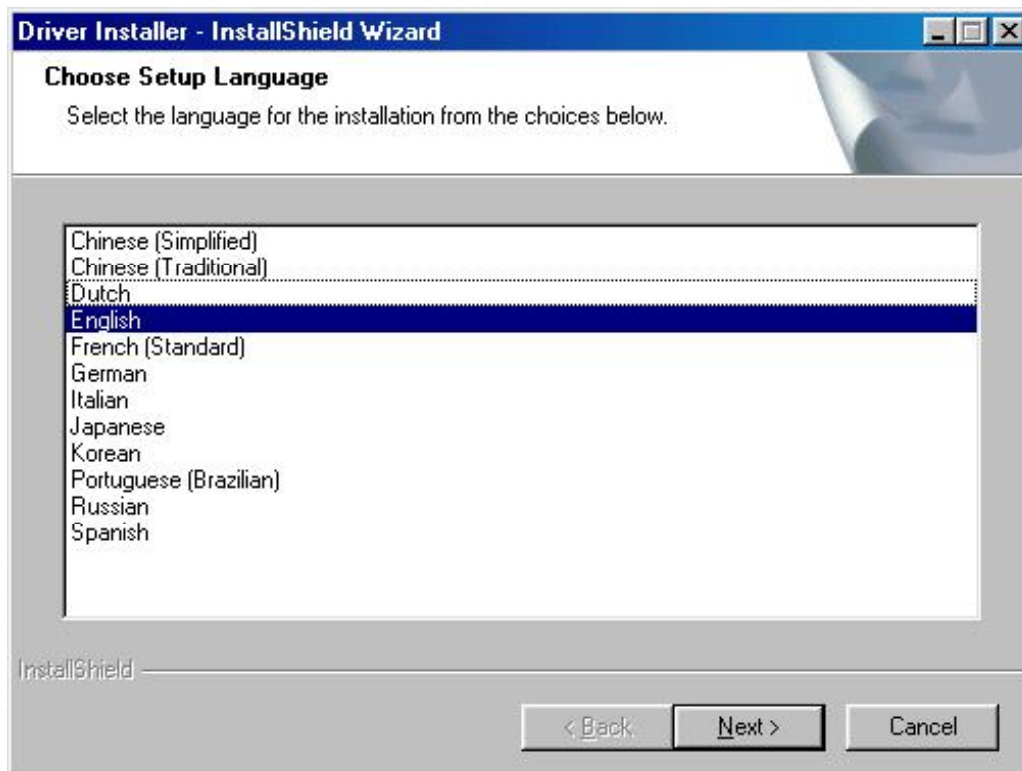 Driver Installer - InstallShield Wizard
Choose Setup Language
Select the language for the installation from the choices below.
Chinese (Simplified)
Chinese (Traditional)
Dutch
English
French (Standard)
German
Italian
Japanese
Korean
Portuguese (Brazilian)
Russian
Spanish
InstallShield
< Back Next > Cancel